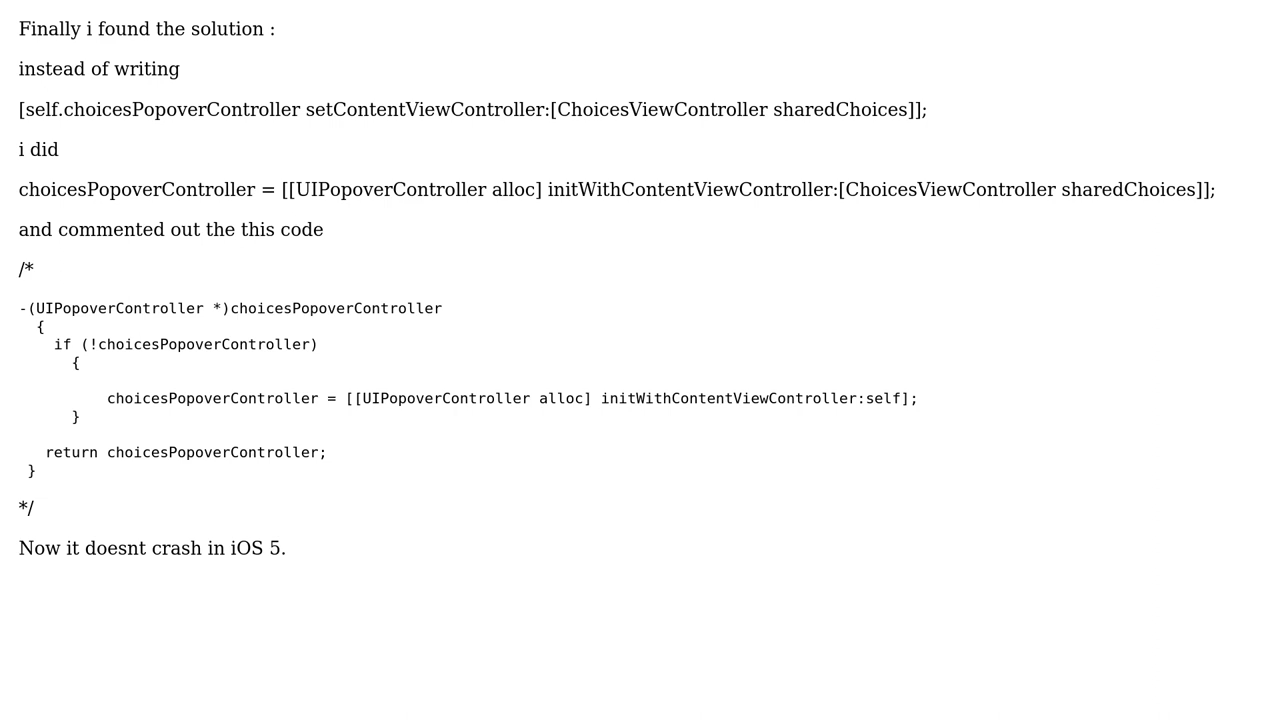 Finally i found the solution :
instead of writing
[self.choicesPopoverController setContentViewController:[ChoicesViewController sharedChoices]];
i did
choicesPopoverController = [[UIPopoverController alloc] initWithContentViewController:[ChoicesViewController sharedChoices]];
and commented out the this code
/*
-(UIPopoverController *)choicesPopoverController
  {
    if (!choicesPopoverController)
      {
          choicesPopoverController = [[UIPopoverController alloc] initWithContentViewController:self];
      }
   return choicesPopoverController;
 }
*/
Now it doesnt crash in iOS 5.